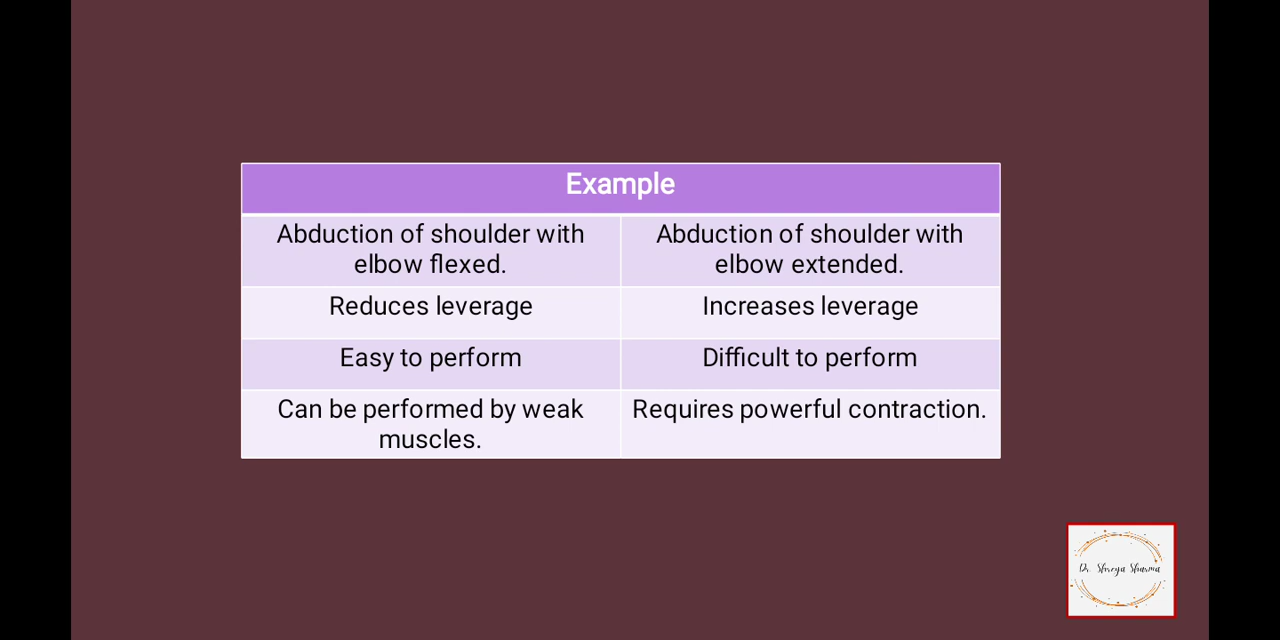 Example
Abduction of shoulder with
elbow flexed.
Abduction of shoulder with
elbow extended.
Reduces leverage
Increases leverage
Easy to perform
Difficult to perform
Can be performed by weak
muscles.
Requires powerful contraction.
Dr. Shreya Sharma